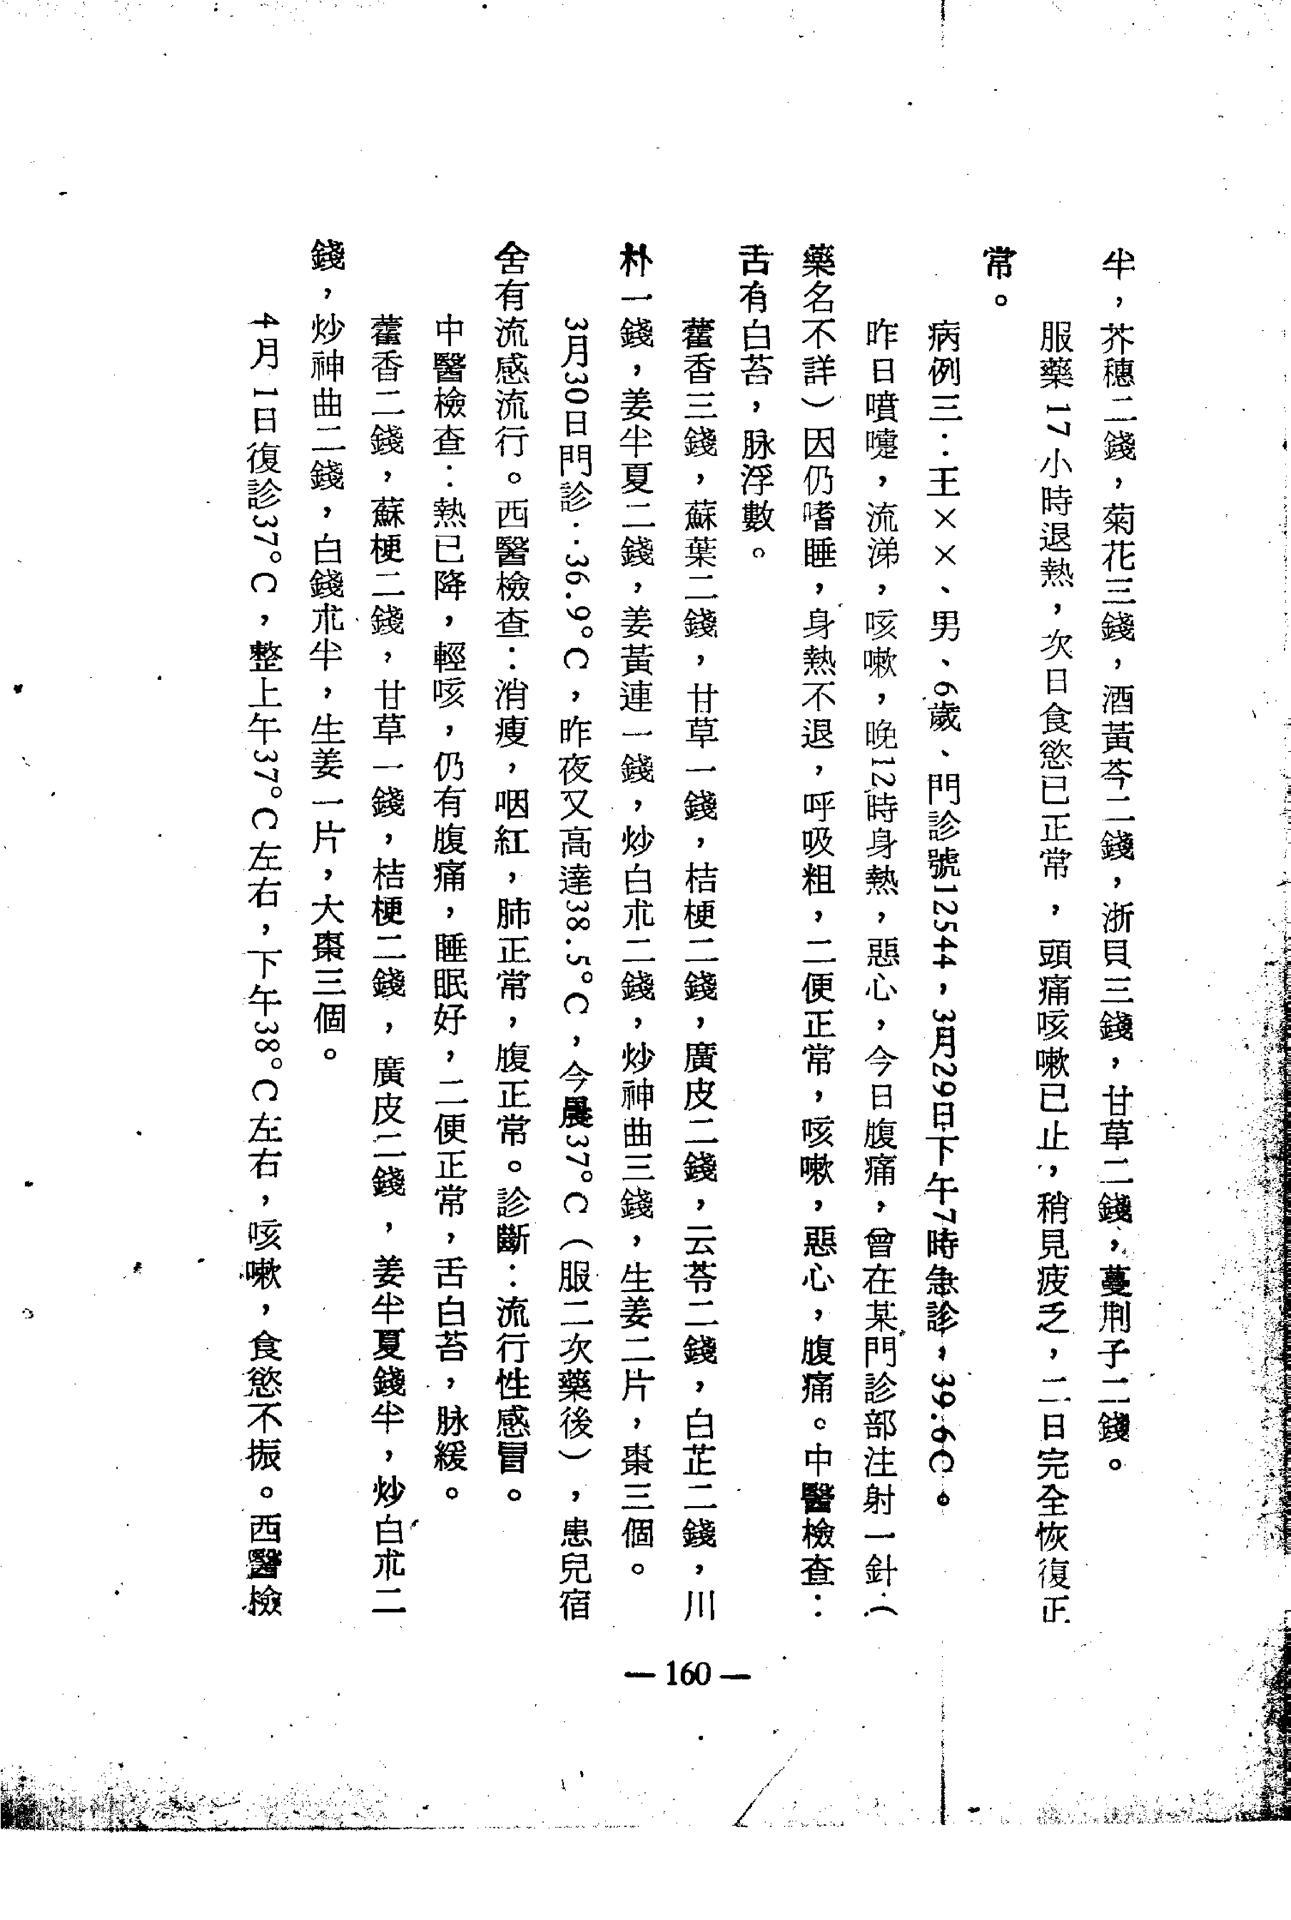 半，芥穗二錢，菊花三錢，酒黃芩二錢，浙貝三錢，甘草二錢，蔓荆子二錢。
服藥17小時退熱，次日食慾已正常，頭痛咳嗽已止，稍見疲乏，二日完全恢復正
常。
病例三：王××、男、6歲、門診號12544，3月29日下午7時急診，39.6C。
昨日噴嚏，流涕，咳嗽，晚12時身熱，惡心，今日腹痛，曾在某門診部注射一針（
藥名不詳）因仍嗜睡，身熱不退，呼吸粗，二便正常，咳嗽，惡心，腹痛。中醫檢查：
舌有白苔，脉浮數。
藿香三錢，蘇葉二錢，甘草一錢，桔梗二錢，廣皮二錢，云苓二錢，白芷二錢，川
朴一錢，姜半夏二錢，姜黃連一錢，炒白朮二錢，炒神曲三錢，生姜二片，棗三個。
3月30日門診：36.9°C，昨夜又高達38.5°C，今晨37°C（服二次藥後），患兒宿
舍有流感流行。西醫檢查：消瘦，咽紅，肺正常，腹正常。診斷：流行性感冒。
中醫檢查：熱已降，輕咳，仍有腹痛，睡眠好，二便正常，舌白苔，脉緩。
藿香二錢，蘇梗二錢，甘草一錢，桔梗二錢，廣皮二錢，姜半夏錢半，炒白朮二
錢，炒神曲二錢，白錢朮半，生姜一片，大棗三個。
4月1日復診37°C，整上午37°C左右，下午38°C左右，咳嗽，食慾不振。西醫檢
—160—